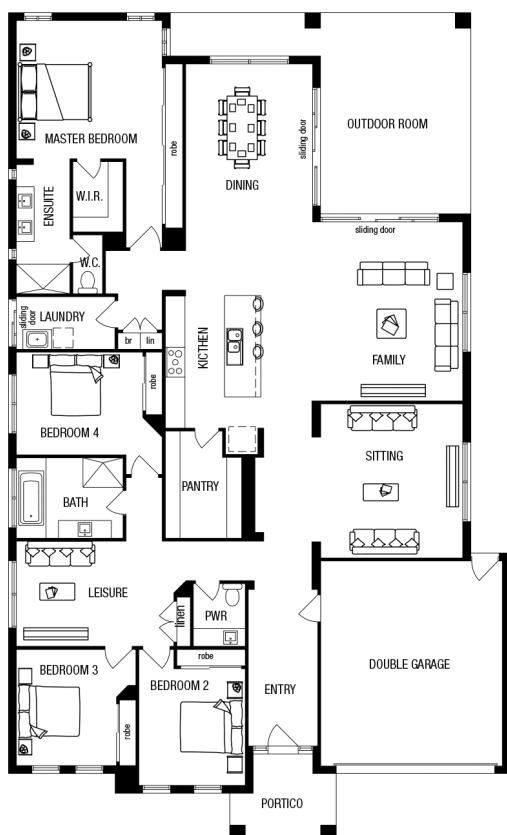 MASTER BEDROOM
robe
DINING
sliding door
OUTDOOR ROOM
W.I.R.
ENSUITE
sliding door
W.C.
LAUNDRY
sliding door
br
lin
KICTHEN
FAMILY
robe
BEDROOM 4
SITTING
BATH
PANTRY
LEISURE
linen
PWR
robe
BEDROOM 3
BEDROOM 2
robe
ENTRY
DOUBLE GARAGE
PORTICO